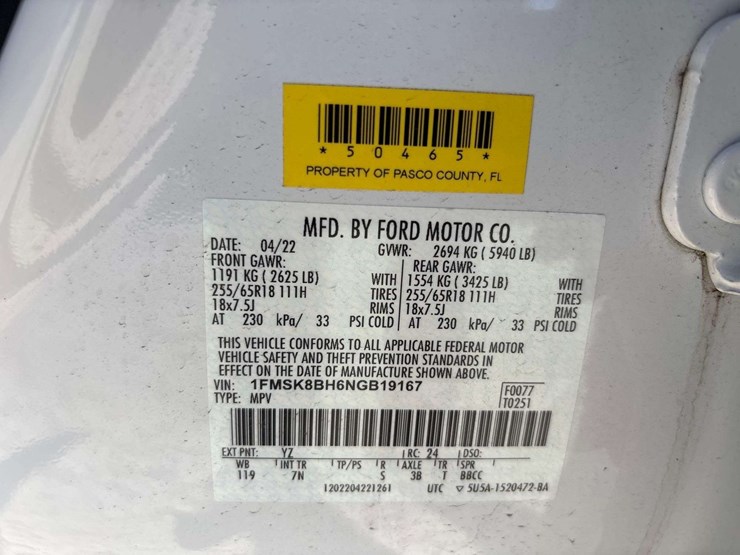 * 5 0 4 6 5 *
PROPERTY OF PASCO COUNTY, FL
MFD. BY FORD MOTOR CO.
DATE: 04/22 GVWR: 2694 KG ( 5940 LB)
FRONT GAWR: REAR GAWR:
1191 KG ( 2625 LB) WITH 1554 KG ( 3425 LB) WITH
255/65R18 111H TIRES 255/65R18 111H TIRES
18x7.5J RIMS 18x7.5J RIMS
AT 230 kPa/ 33 PSI COLD AT 230 kPa/ 33 PSI COLD
THIS VEHICLE CONFORMS TO ALL APPLICABLE FEDERAL MOTOR
VEHICLE SAFETY AND THEFT PREVENTION STANDARDS IN
EFFECT ON THE DATE OF MANUFACTURE SHOWN ABOVE.
VIN: 1FMSK8BH6NGB19167 F0077
TYPE: MPV T0251
EXT PNT: YZ RC: 24 DSO:
WB INT TR TP/PS R AXLE TR SPR
119 7N S 3B T BBCC
1202204221261 UTC ▽ 5U5A-1520472-BA